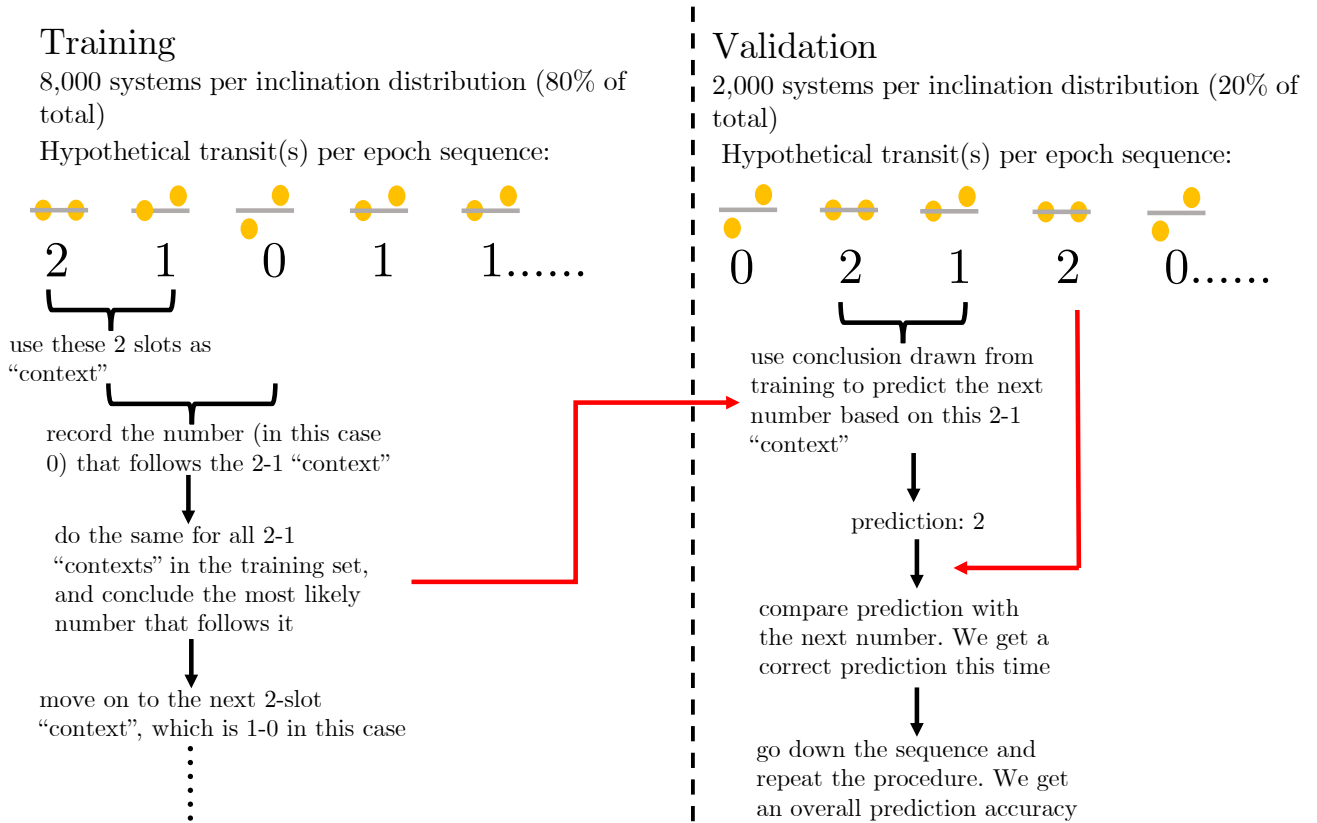 Training
8,000 systems per inclination distribution (80% of
total)
Hypothetical transit(s) per epoch sequence:
2 1 0 1 1......
use these 2 slots as
“context”
record the number (in this case
0) that follows the 2-1 “context”
do the same for all 2-1
“contexts” in the training set,
and conclude the most likely
number that follows it
move on to the next 2-slot
“context”, which is 1-0 in this case
Validation
2,000 systems per inclination distribution (20% of
total)
Hypothetical transit(s) per epoch sequence:
0 2 1 2 0......
use conclusion drawn from
training to predict the next
number based on this 2-1
“context”
prediction: 2
compare prediction with
the next number. We get a
correct prediction this time
go down the sequence and
repeat the procedure. We get
an overall prediction accuracy